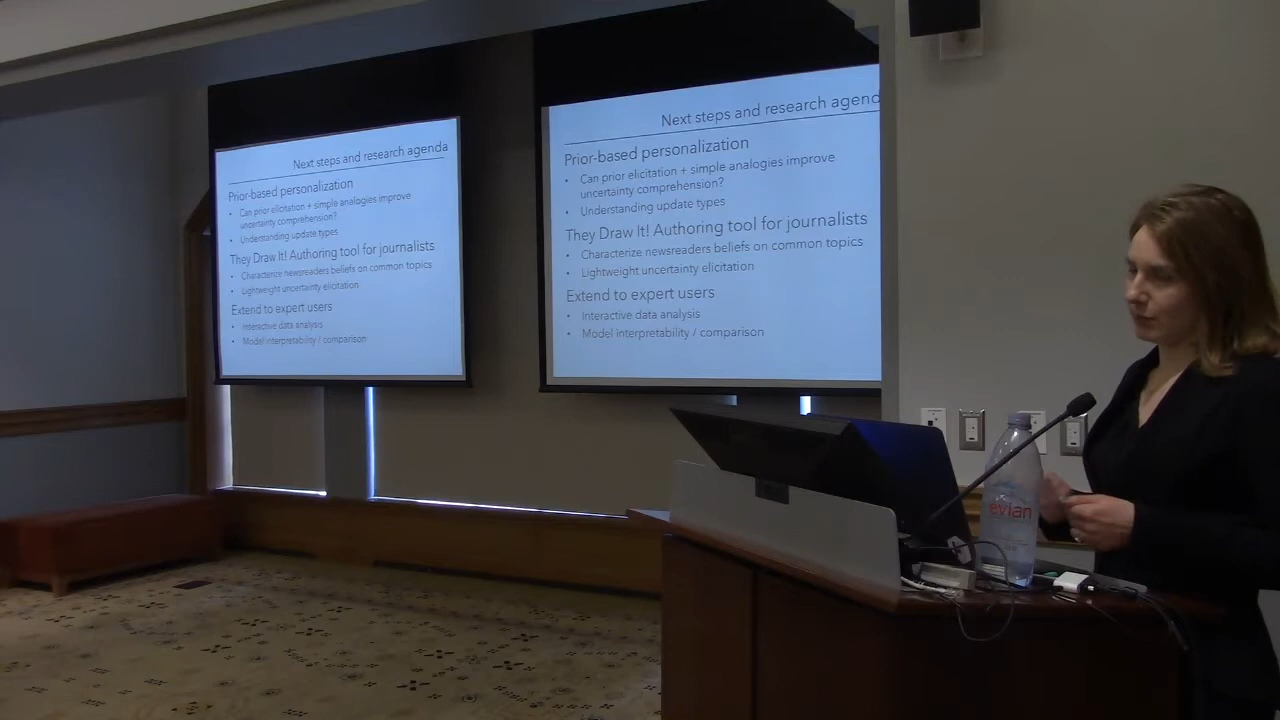 Next steps and research agenda
Prior-based personalization
• Can prior elicitation + simple analogies improve
uncertainty comprehension?
• Understanding update types
They Draw It! Authoring tool for journalists
• Characterize newsreaders beliefs on common topics
• Lightweight uncertainty elicitation
Extend to expert users
• Interactive data analysis
• Model interpretability / comparison
Next steps and research agend
Prior-based personalization
• Can prior elicitation + simple analogies improve
uncertainty comprehension?
• Understanding update types
They Draw It! Authoring tool for journalists
• Characterize newsreaders beliefs on common topics
• Lightweight uncertainty elicitation
Extend to expert users
• Interactive data analysis
• Model interpretability / comparison
evian